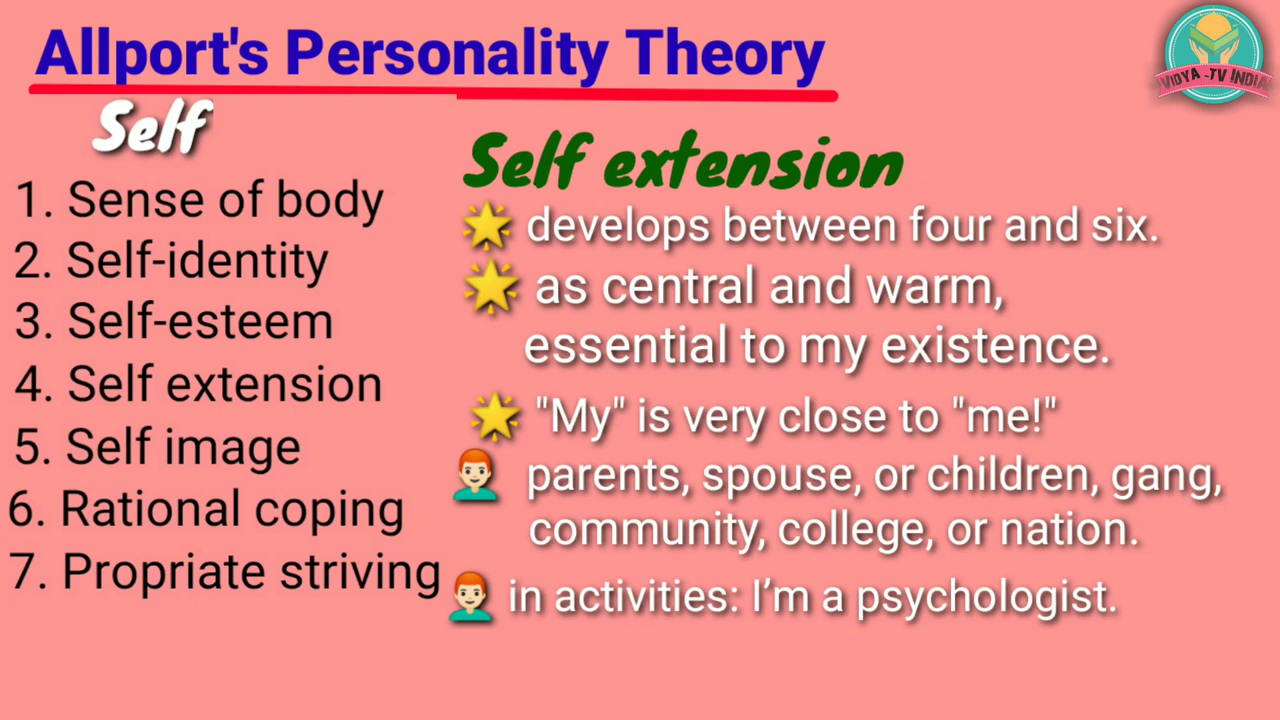 Allport's Personality Theory
VIDYA -TV INDIA
Self
1. Sense of body
2. Self-identity
3. Self-esteem
4. Self extension
5. Self image
6. Rational coping
7. Propriate striving
Self extension
🌟 develops between four and six.
🌟 as central and warm,
essential to my existence.
🌟 "My" is very close to "me!"
parents, spouse, or children, gang,
community, college, or nation.
in activities: I’m a psychologist.